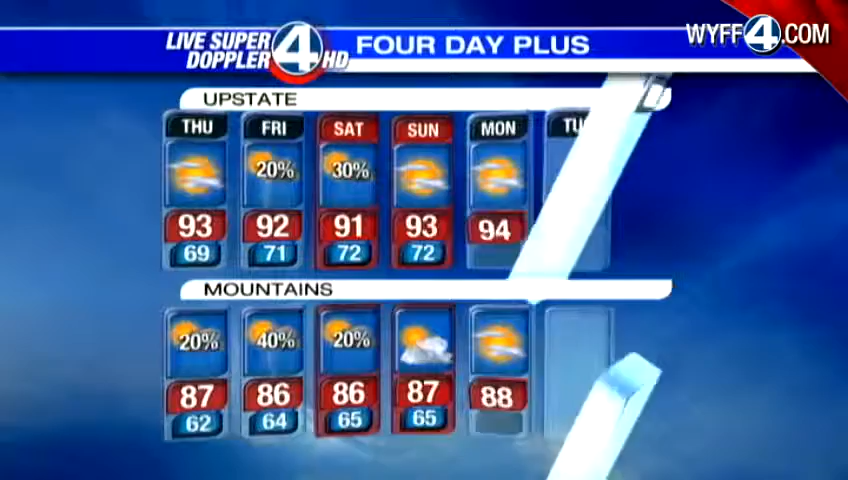 LIVE SUPER
DOPPLER 4 HD
FOUR DAY PLUS
WYFF4.COM
UPSTATE
THU FRI SAT SUN MON TU
20% 30%
93 92 91 93 94
69 71 72 72
MOUNTAINS
20% 40% 20%
87 86 86 87 88
62 64 65 65